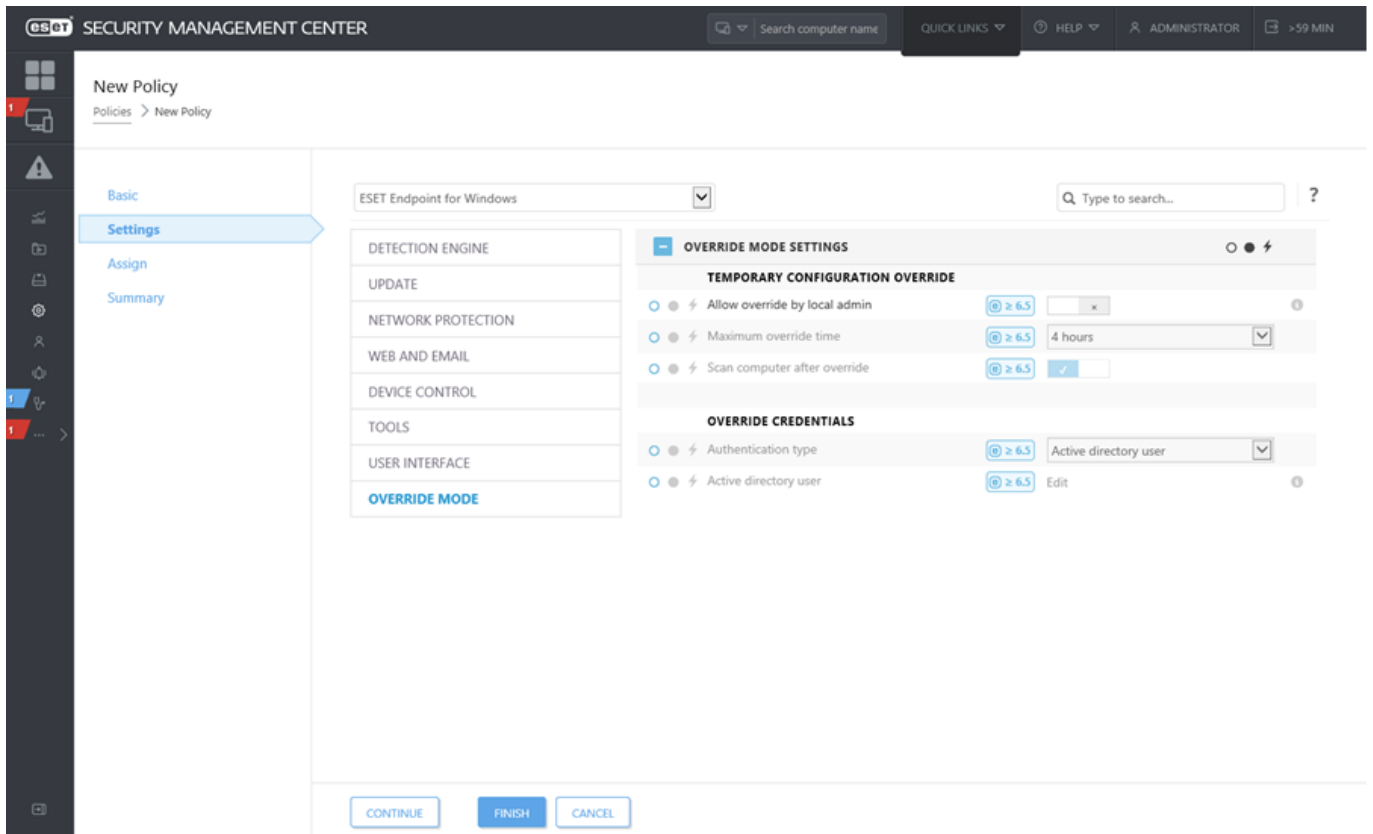 eset SECURITY MANAGEMENT CENTER
Search computer name
QUICK LINKS
HELP
ADMINISTRATOR
>59 MIN
New Policy
Policies > New Policy
1
1
1
...
Basic
Settings
Assign
Summary
ESET Endpoint for Windows
Type to search...
?
DETECTION ENGINE
UPDATE
NETWORK PROTECTION
WEB AND EMAIL
DEVICE CONTROL
TOOLS
USER INTERFACE
OVERRIDE MODE
OVERRIDE MODE SETTINGS
TEMPORARY CONFIGURATION OVERRIDE
Allow override by local admin ≥ 6.5
Maximum override time ≥ 6.5 4 hours
Scan computer after override ≥ 6.5
OVERRIDE CREDENTIALS
Authentication type ≥ 6.5 Active directory user
Active directory user ≥ 6.5 Edit
CONTINUE
FINISH
CANCEL